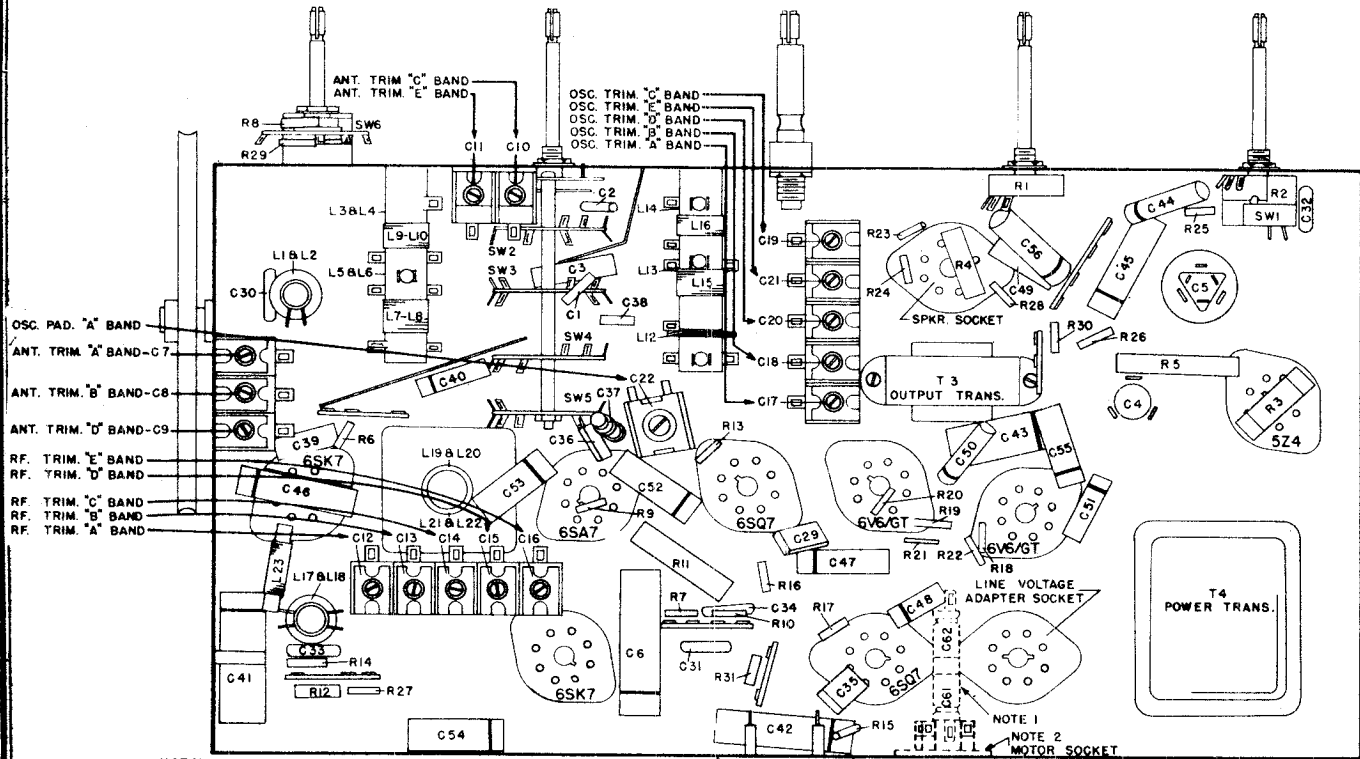 ANT. TRIM "C" BAND
ANT. TRIM. "E" BAND
OSC. TRIM. "C" BAND
OSC. TRIM. "E" BAND
OSC. TRIM. "D" BAND
OSC. TRIM. "B" BAND
OSC. TRIM. "A" BAND
R8
SW6
R29
C11
C10
C2
L3&L4
L9-L10
L1&L2
L5&L6
C30
L7-L8
SW2
SW3
C3
C1
C38
SW4
L14
L16
L13
L15
L12
C19
C21
C20
C18
C17
R23
R24
R4
SPKR. SOCKET
R1
C56
C49
R28
C44
C45
R25
R2
SW1
C32
C5
R30
R26
R5
C4
R3
5Z4
T 3
OUTPUT TRANS.
OSC. PAD. "A" BAND
ANT. TRIM. "A" BAND-C7
ANT. TRIM. "B" BAND-C8
ANT. TRIM. "D" BAND-C9
RF. TRIM. "E" BAND
RF. TRIM. "D" BAND
RF. TRIM. "C" BAND
RF. TRIM. "B" BAND
RF. TRIM. "A" BAND
C40
C22
SW5
C37
C36
C39
R6
6SK7
C46
L19&L20
L21&L22
C53
R9
6SA7
C52
R13
6SQ7
C50
C43
C55
R20
R19
6V6/GT
C51
R21
R22
R18
6V6/GT
C12
C13
C14
C15
C16
L23
L17&L18
C33
R14
R12
R27
C41
C54
6SK7
C6
R11
C29
C47
R16
R7
C34
R10
C31
R31
R17
C48
C35
6SQ7
C42
R15
C62
C61
LINE VOLTAGE
ADAPTER SOCKET
NOTE 1
NOTE 2
MOTOR SOCKET
T4
POWER TRANS.